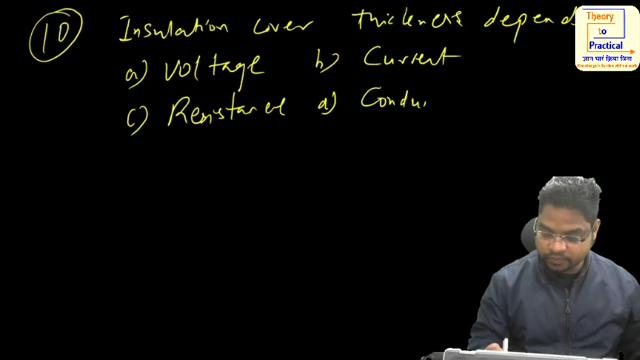 10 Insulation cover thickness depend
a) Voltage b) Current
c) Resistance d) Condu
Theory
to
Practical
ज्ञान भारं क्रिया विना